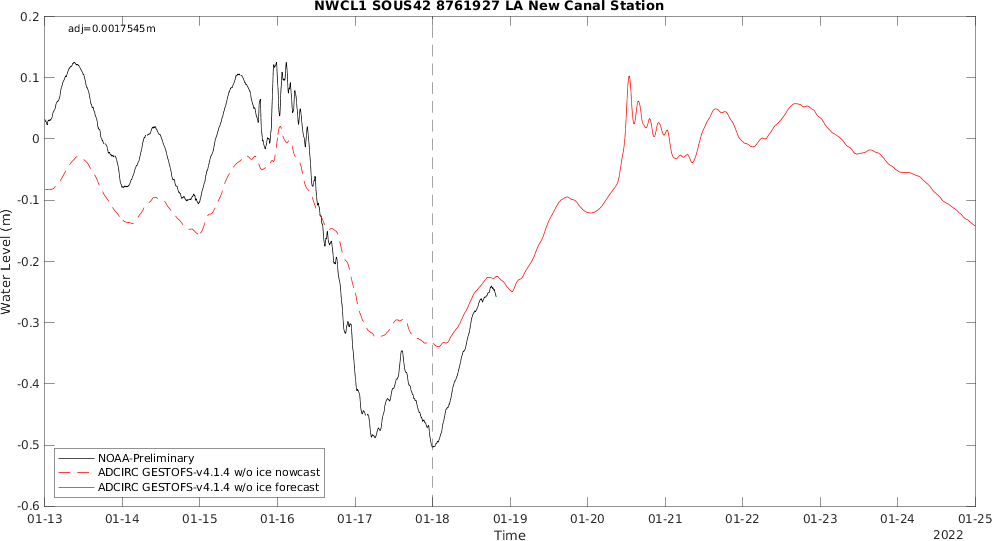 NWCL1 SOUS42 8761927 LA New Canal Station
adj=0.0017545m
0.2
0.1
0
-0.1
-0.2
-0.3
-0.4
-0.5
-0.6
Water Level (m)
NOAA-Preliminary
ADCIRC GESTOFS-v4.1.4 w/o ice nowcast
ADCIRC GESTOFS-v4.1.4 w/o ice forecast
01-13 01-14 01-15 01-16 01-17 01-18 01-19 01-20 01-21 01-22 01-23 01-24 01-25
Time
2022